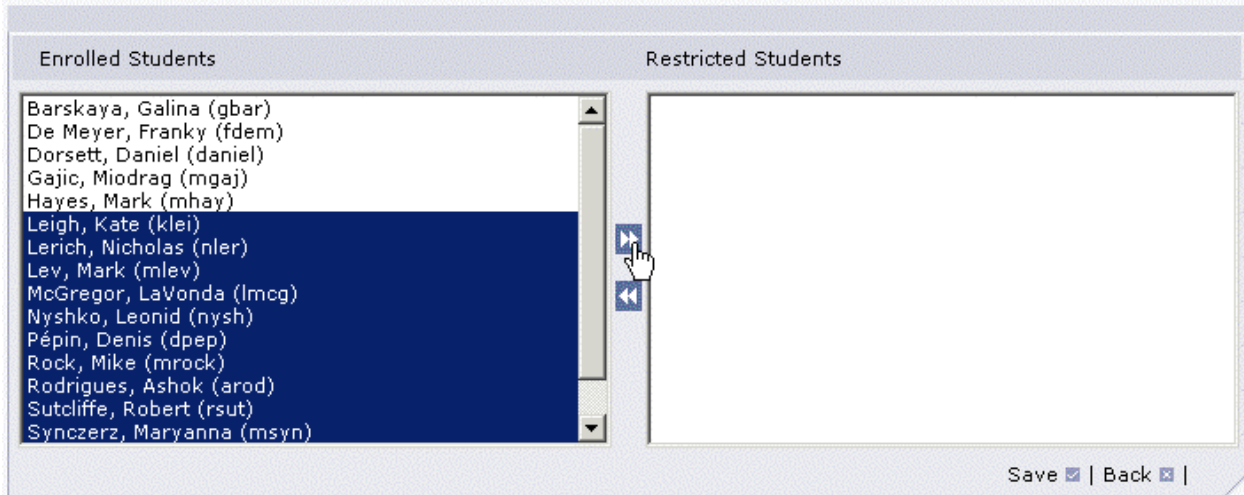 Enrolled Students
Restricted Students
Barskaya, Galina (gbar)
De Meyer, Franky (fdem)
Dorsett, Daniel (daniel)
Gajic, Miodrag (mgaj)
Hayes, Mark (mhay)
Leigh, Kate (klei)
Lerich, Nicholas (nler)
Lev, Mark (mlev)
McGregor, LaVonda (lmcg)
Nyshko, Leonid (nysh)
Pépin, Denis (dpep)
Rock, Mike (mrock)
Rodrigues, Ashok (arod)
Sutcliffe, Robert (rsut)
Synczerz, Maryanna (msyn)
Save | Back |